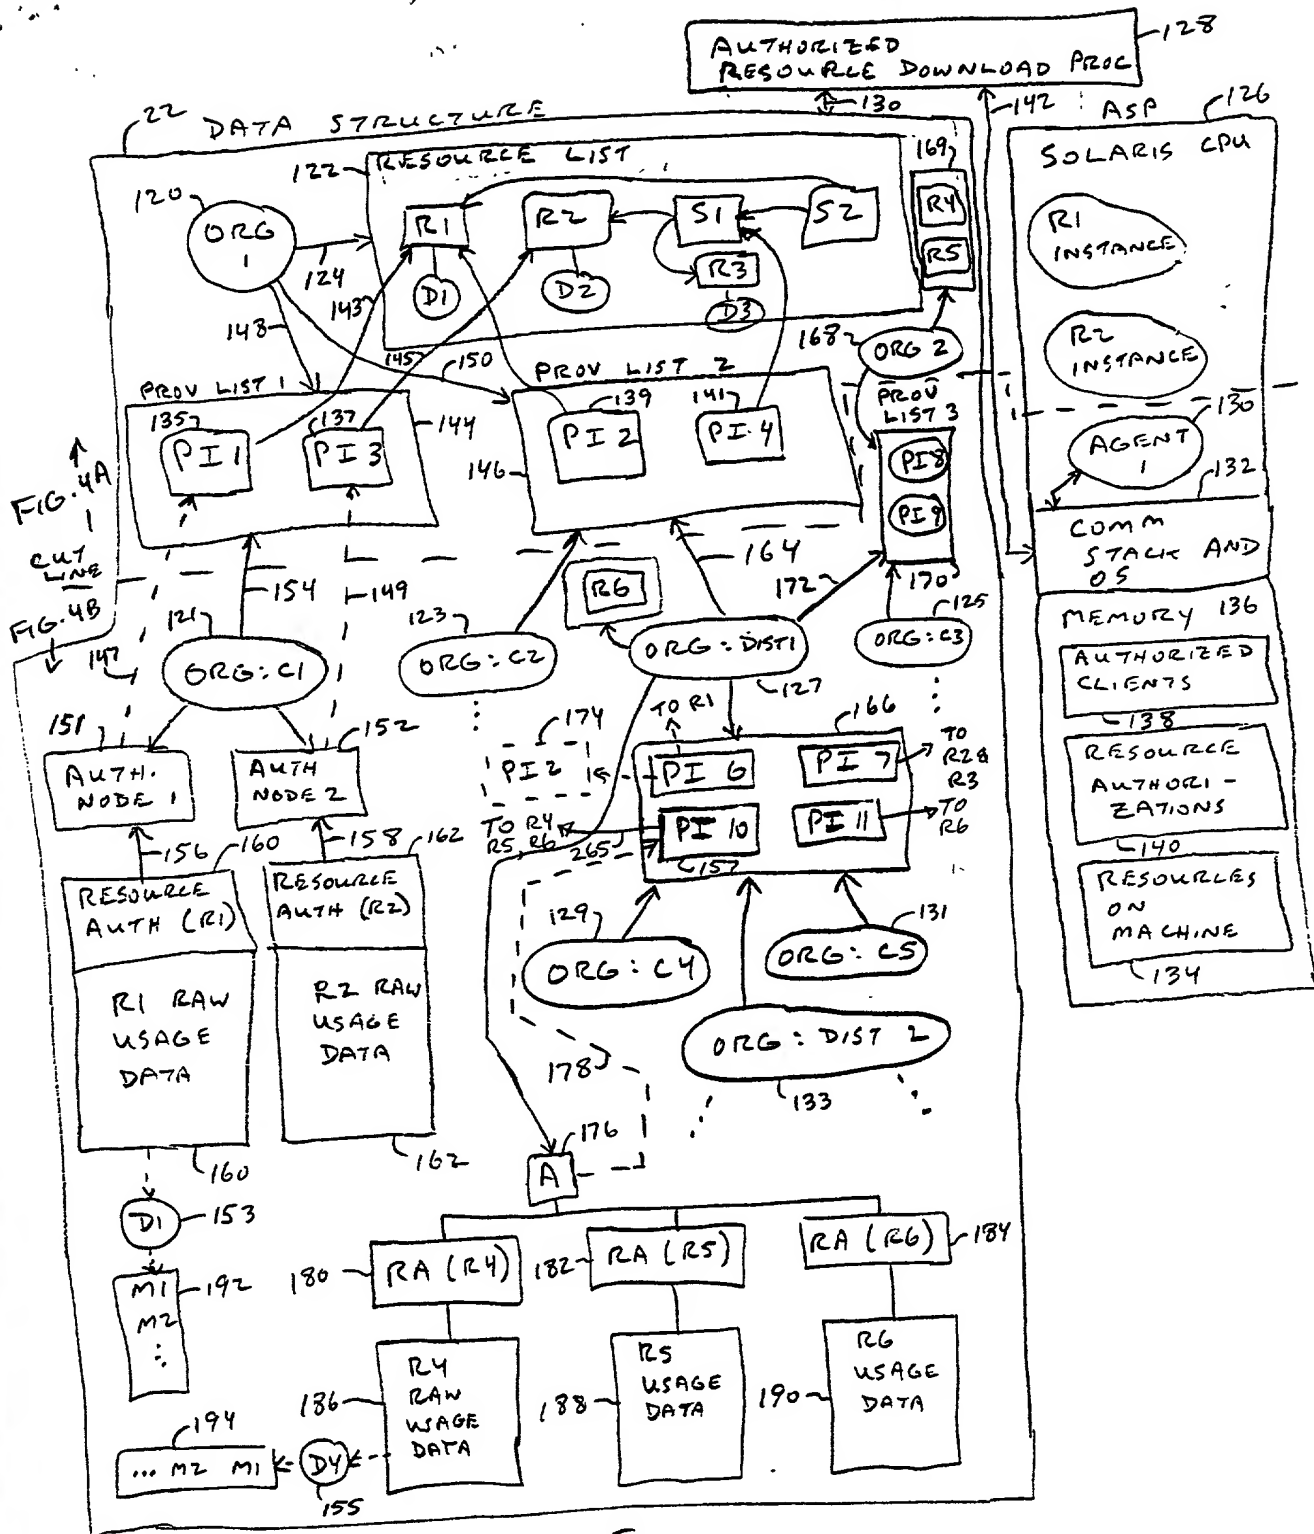 AUTHORIZED
RESOURCE DOWNLOAD PROC
128
130
142
22
DATA STRUCTURE
ASP
126
122
RESOURCE LIST
169
SOLARIS CPU
120
ORG
1
124
R1
R2
S1
S2
R3
D1
D2
D3
R4
R5
R1
INSTANCE
148
143
145
150
168
ORG 2
R2
INSTANCE
PROV LIST 1
PROV LIST 2
PROV
LIST 3
135
PI 1
137
PI 3
144
146
139
PI 2
141
PI 4
PI 8
PI 9
130
AGENT
1
132
FIG. 4A
CUT
LINE
FIG. 4B
COMM
STACK AND
OS
154
149
R6
164
172
170
147
121
ORG: C1
123
ORG: C2
ORG: DIST1
127
125
ORG: C3
MEMORY 136
AUTHORIZED
CLIENTS
138
151
AUTH.
NODE 1
152
AUTH
NODE 2
174
PI 2
TO R1
166
PI 6
PI 7
TO
R2 &
R3
PI 10
PI 11
TO
R6
TO R4
R5, R6
265
157
RESOURCE
AUTHORI-
ZATIONS
140
156
160
158
162
RESOURCE
AUTH (R1)
RESOURCE
AUTH (R2)
RESOURCES
ON
MACHINE
134
129
ORG: C4
131
ORG: C5
R1 RAW
USAGE
DATA
R2 RAW
USAGE
DATA
ORG: DIST 2
133
178
160
162
176
A
D1
153
M1
M2
192
180
RA (R4)
182
RA (R5)
RA (R6)
184
186
R4
RAW
USAGE
DATA
188
R5
USAGE
DATA
190
R6
USAGE
DATA
194
... M2 M1
D4
155